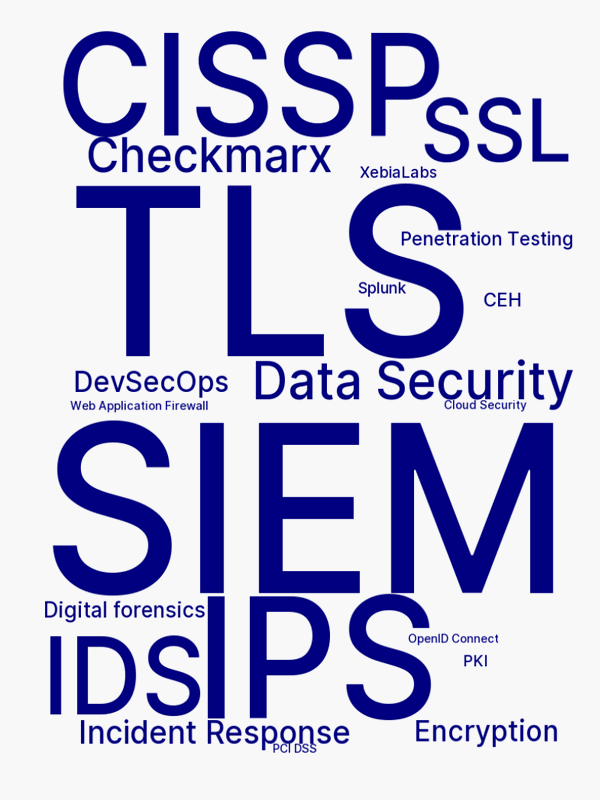 CISSP
SSL
Checkmarx
XebiaLabs
TLS
Penetration Testing
Splunk
CEH
DevSecOps
Data Security
Web Application Firewall
Cloud Security
SIEM
Digital forensics
IPS
IDS
OpenID Connect
PKI
Incident Response
Encryption
PCI DSS